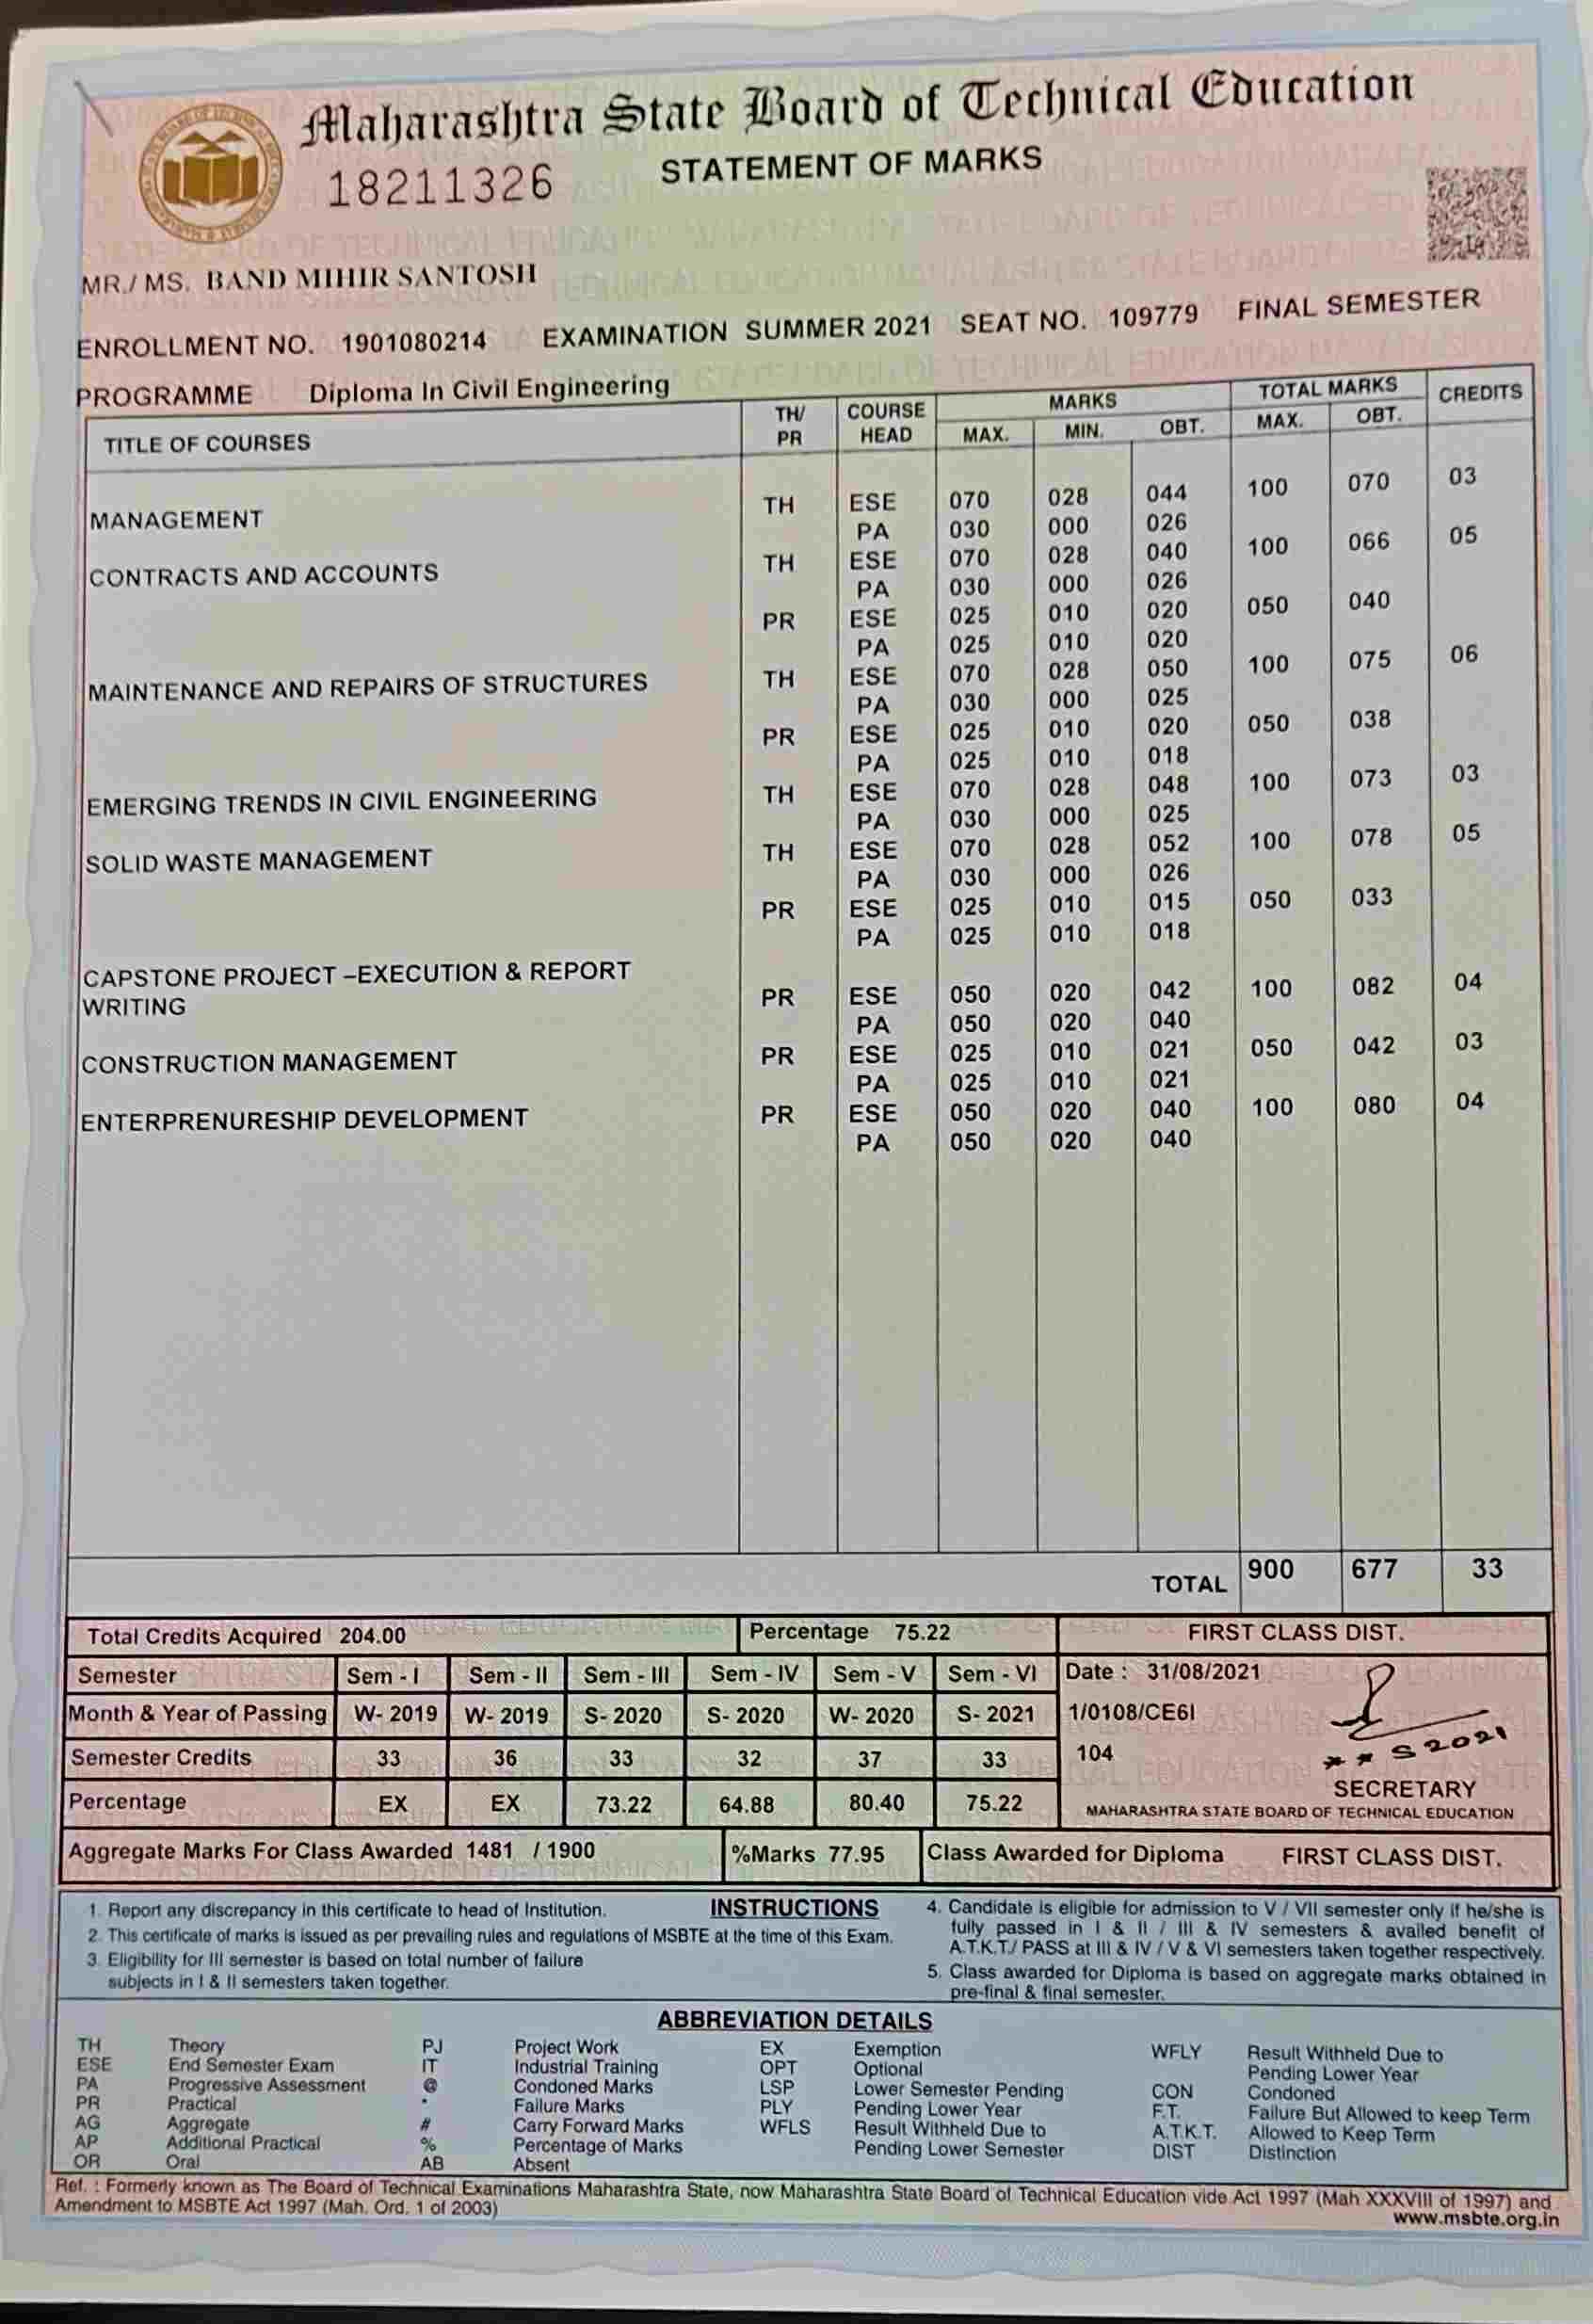 Maharashtra State Board of Technical Education
18211326 STATEMENT OF MARKS
MR./ MS. BAND MIHIR SANTOSH
ENROLLMENT NO. 1901080214 EXAMINATION SUMMER 2021 SEAT NO. 109779 FINAL SEMESTER
PROGRAMME Diploma In Civil Engineering
TITLE OF COURSES TH/ PR COURSE HEAD MARKS MAX. MIN. OBT. TOTAL MARKS MAX. OBT. CREDITS
MANAGEMENT TH ESE 070 028 044 100 070 03
PA 030 000 026
CONTRACTS AND ACCOUNTS TH ESE 070 028 040 100 066 05
PA 030 000 026
PR ESE 025 010 020 050 040
PA 025 010 020
MAINTENANCE AND REPAIRS OF STRUCTURES TH ESE 070 028 050 100 075 06
PA 030 000 025
PR ESE 025 010 020 050 038
PA 025 010 018
EMERGING TRENDS IN CIVIL ENGINEERING TH ESE 070 028 048 100 073 03
PA 030 000 025
SOLID WASTE MANAGEMENT TH ESE 070 028 052 100 078 05
PA 030 000 026
PR ESE 025 010 015 050 033
PA 025 010 018
CAPSTONE PROJECT –EXECUTION & REPORT
WRITING PR ESE 050 020 042 100 082 04
PA 050 020 040
CONSTRUCTION MANAGEMENT PR ESE 025 010 021 050 042 03
PA 025 010 021
ENTERPRENURESHIP DEVELOPMENT PR ESE 050 020 040 100 080 04
PA 050 020 040
TOTAL 900 677 33
Total Credits Acquired 204.00 Percentage 75.22 FIRST CLASS DIST.
Semester Sem - I Sem - II Sem - III Sem - IV Sem - V Sem - VI Date : 31/08/2021
Month & Year of Passing W- 2019 W- 2019 S- 2020 S- 2020 W- 2020 S- 2021 1/0108/CE6I
Semester Credits 33 36 33 32 37 33 104
** S2021
SECRETARY
Percentage EX EX 73.22 64.88 80.40 75.22 MAHARASHTRA STATE BOARD OF TECHNICAL EDUCATION
Aggregate Marks For Class Awarded 1481 / 1900 %Marks 77.95 Class Awarded for Diploma FIRST CLASS DIST.
INSTRUCTIONS
1. Report any discrepancy in this certificate to head of Institution.
2. This certificate of marks is issued as per prevailing rules and regulations of MSBTE at the time of this Exam.
3. Eligibility for III semester is based on total number of failure
subjects in I & II semesters taken together.
4. Candidate is eligible for admission to V / VII semester only if he/she is
fully passed in I & II / III & IV semesters & availed benefit of
A.T.K.T./ PASS at III & IV / V & VI semesters taken together respectively.
5. Class awarded for Diploma is based on aggregate marks obtained in
pre-final & final semester.
ABBREVIATION DETAILS
TH Theory PJ Project Work EX Exemption WFLY Result Withheld Due to
ESE End Semester Exam IT Industrial Training OPT Optional Pending Lower Year
PA Progressive Assessment @ Condoned Marks LSP Lower Semester Pending CON Condoned
PR Practical * Failure Marks PLY Pending Lower Year F.T. Failure But Allowed to keep Term
AG Aggregate # Carry Forward Marks WFLS Result Withheld Due to A.T.K.T. Allowed to Keep Term
AP Additional Practical % Percentage of Marks Pending Lower Semester DIST Distinction
OR Oral AB Absent
Ref. : Formerly known as The Board of Technical Examinations Maharashtra State, now Maharashtra State Board of Technical Education vide Act 1997 (Mah XXXVIII of 1997) and
Amendment to MSBTE Act 1997 (Mah. Ord. 1 of 2003)
www.msbte.org.in